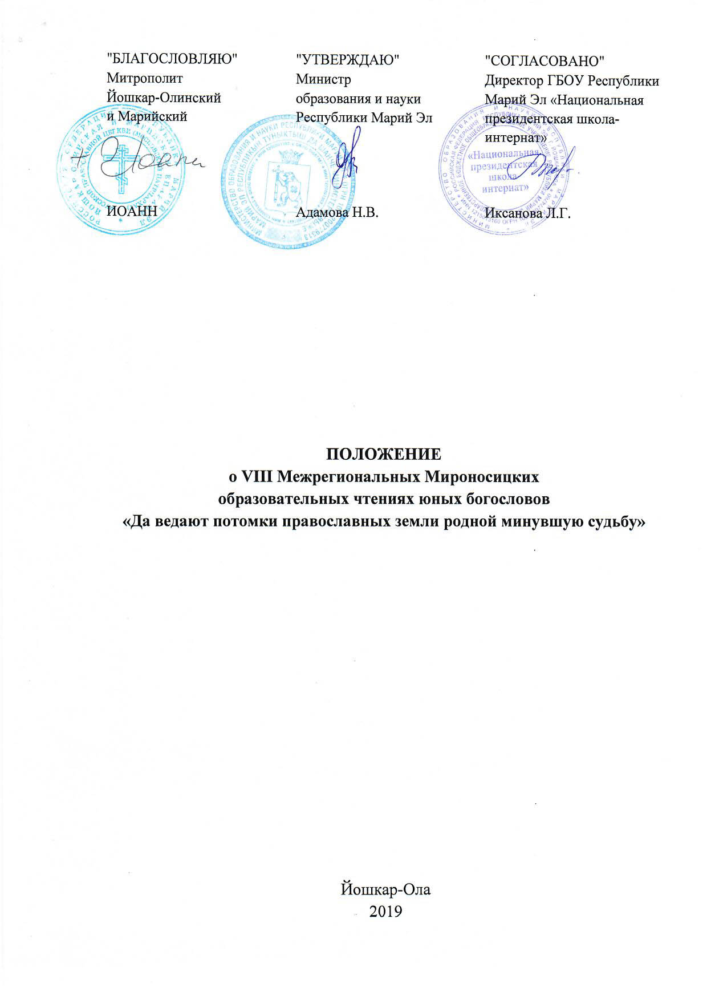 "БЛАГОСЛОВЛЯЮ"
Митрополит
Йошкар-Олинский
и Марийский
ИОАНН
"УТВЕРЖДАЮ"
Министр
образования и науки
Республики Марий Эл
Адамова Н.В.
"СОГЛАСОВАНО"
Директор ГБОУ Республики
Марий Эл «Национальная
президентская школа-
интернат»
«Национальная
президентская
школа
интернат»
Иксанова Л.Г.
ПОЛОЖЕНИЕ
о VIII Межрегиональных Мироносицких
образовательных чтениях юных богословов
«Да ведают потомки православных земли родной минувшую судьбу»
Йошкар-Ола
2019